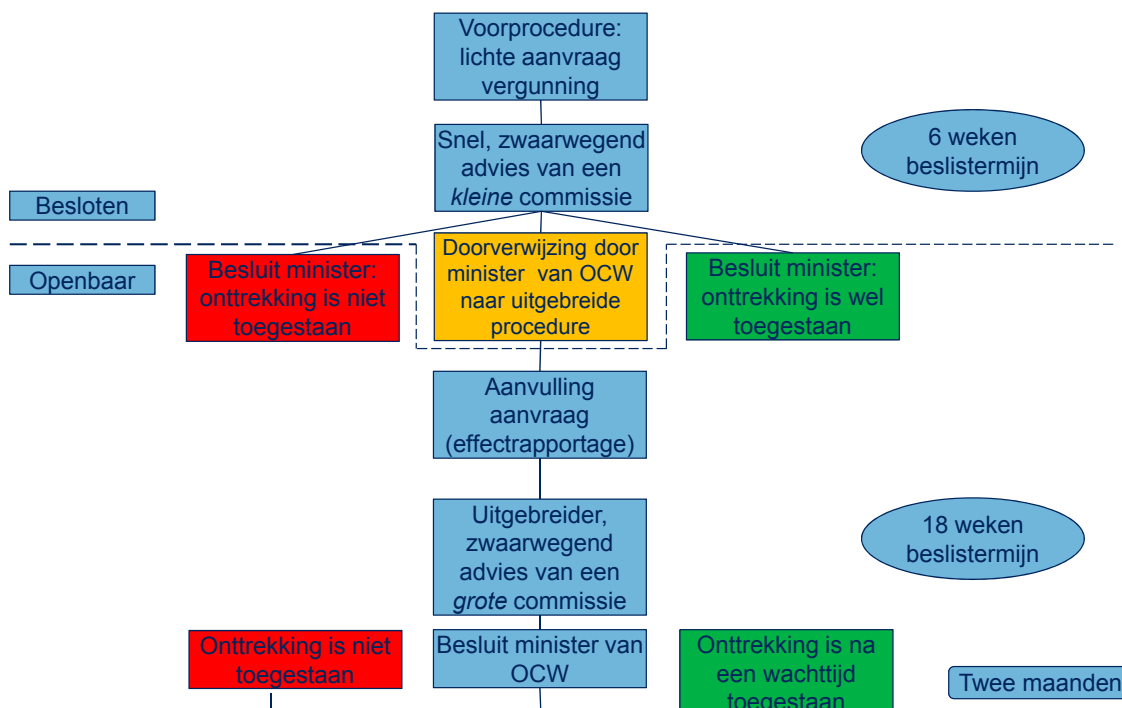 Voorprocedure:
lichte aanvraag
vergunning
Snel, zwaarwegend
advies van een
kleine commissie
6 weken
beslistermijn
Besloten
Openbaar
Besluit minister:
onttrekking is niet
toegestaan
Doorverwijzing door
minister van OCW
naar uitgebreide
procedure
Besluit minister:
onttrekking is wel
toegestaan
Aanvulling
aanvraag
(effectrapportage)
Uitgebreider,
zwaarwegend
advies van een
grote commissie
18 weken
beslistermijn
Onttrekking is niet
toegestaan
Besluit minister van
OCW
Onttrekking is na
een wachttijd
toegestaan
Twee maanden